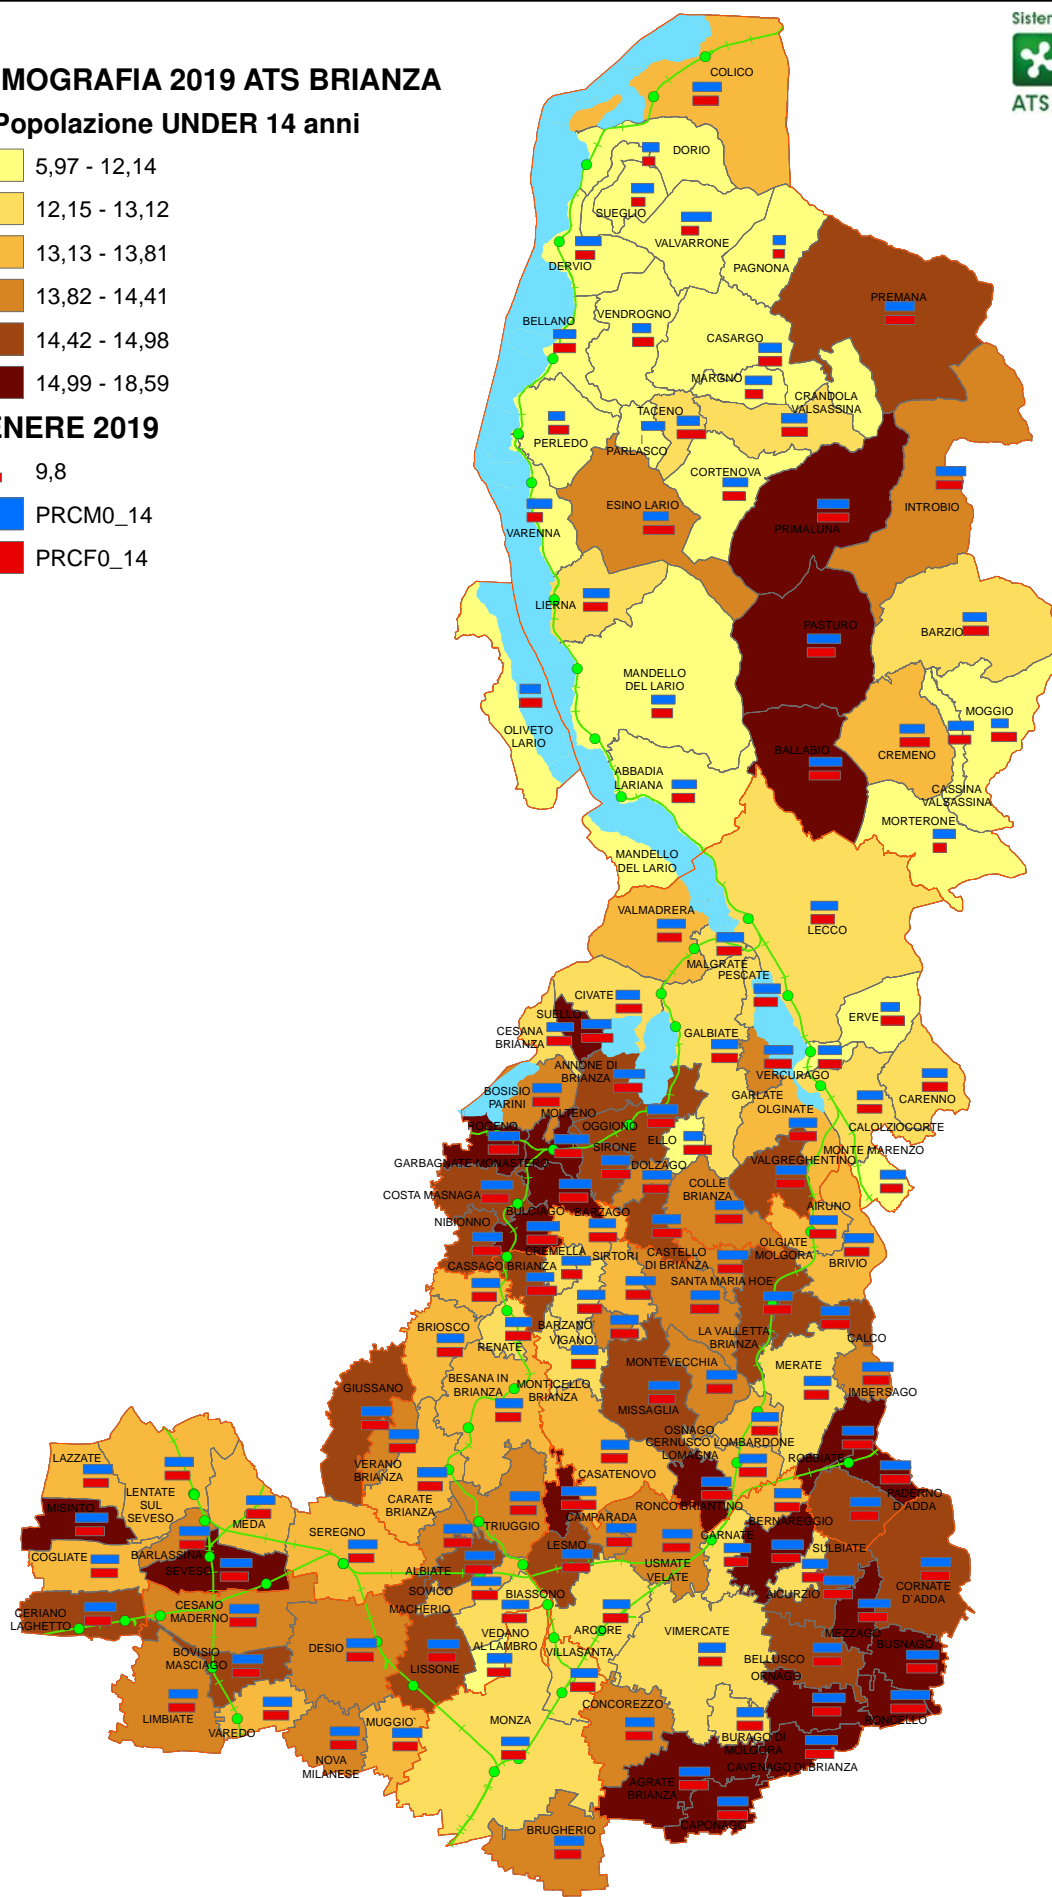 Sister
ATS
MOGRAFIA 2019 ATS BRIANZA
Popolazione UNDER 14 anni
5,97 - 12,14
12,15 - 13,12
13,13 - 13,81
13,82 - 14,41
14,42 - 14,98
14,99 - 18,59
ENERE 2019
9,8
PRCM0_14
PRCF0_14
COLICO
DORIO
SUEGLIO
VALVARRONE
PAGNONA
DERVIO
PREMANA
VENDROGNO
BELLANO
CASARGO
MARGNO
CRANDOLA
VALSASSINA
TACENO
PERLEDO
PARLASCO
CORTENOVA
ESINO LARIO
INTROBIO
PRIMALUNA
VARENNA
LIERNA
PASTURO
BARZIO
MANDELLO
DEL LARIO
MOGGIO
OLIVETO
LARIO
BALLABIO
CREMENO
ABBADIA
LARIANA
CASSINA
VALSASSINA
MORTERONE
MANDELLO
DEL LARIO
VALMADRERA
LECCO
MALGRATE
PESCATE
CIVATE
SUELLO
ERVE
CESANA
BRIANZA
GALBIATE
ANNONE DI
BRIANZA
VERCURAGO
BOSISIO
PARINI
GARLATE
CARENNO
OLGINATE
MOLTENO
OGGIONO
CALOLZIOCORTE
ROGENO
SIRONE
ELLO
MONTE MARENZO
GARBAGNATE MONASTERO
DOLZAGO
VALGREGHENTINO
COSTA MASNAGA
COLLE
BRIANZA
AIRUNO
BULCIAGO
BARZAGO
NIBIONNO
OLGIATE
MOLGORA
CREMELLA
SIRTORI
CASTELLO
DI BRIANZA
BRIVIO
CASSAGO BRIANZA
SANTA MARIA HOE`
BRIOSCO
BARZANO`
VIGANO`
LA VALLETTA
BRIANZA
CALCO
RENATE
MONTEVECCHIA
MERATE
GIUSSANO
BESANA IN
BRIANZA
MONTICELLO
BRIANZA
IMBERSAGO
MISSAGLIA
OSNAGO
CERNUSCO LOMBARDONE
LOMAGNA
ROBBIATE
LAZZATE
VERANO
BRIANZA
CASATENOVO
LENTATE
SUL
SEVESO
PADERNO
D`ADDA
MISINTO
CARATE
BRIANZA
RONCO BRIANTINO
CAMPARADA
BERNAREGGIO
MEDA
SEREGNO
TRIUGGIO
CARNATE
SULBIATE
COGLIATE
BARLASSINA
LESMO
USMATE
VELATE
SEVESO
ALBIATE
SOVICO
BIASSONO
AICURZIO
CORNATE
D`ADDA
CERIANO
LAGHETTO
CESANO
MADERNO
MACHERIO
ARCORE
VIMERCATE
MEZZAGO
BUSNAGO
DESIO
VEDANO
AL LAMBRO
VILLASANTA
BOVISIO
MASCIAGO
LISSONE
BELLUSCO
ORNAGO
CONCOREZZO
RONCELLO
LIMBIATE
VAREDO
MUGGIO`
MONZA
BURAGO DI
MOLGORA
NOVA
MILANESE
CAVENAGO DI BRIANZA
AGRATE
BRIANZA
CAPONAGO
BRUGHERIO